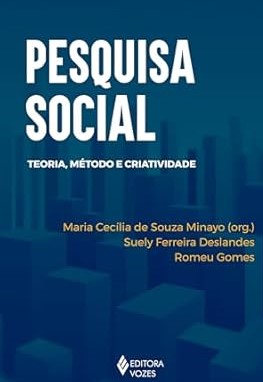 PESQUISA
SOCIAL
TEORIA, MÉTODO E CRIATIVIDADE
Maria Cecília de Souza Minayo (org.)
Suely Ferreira Deslandes
Romeu Gomes
EDITORA
VOZES